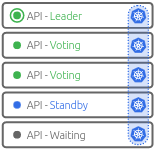 API - Leader
API - Voting
API - Voting
API - Standby
API - Waiting